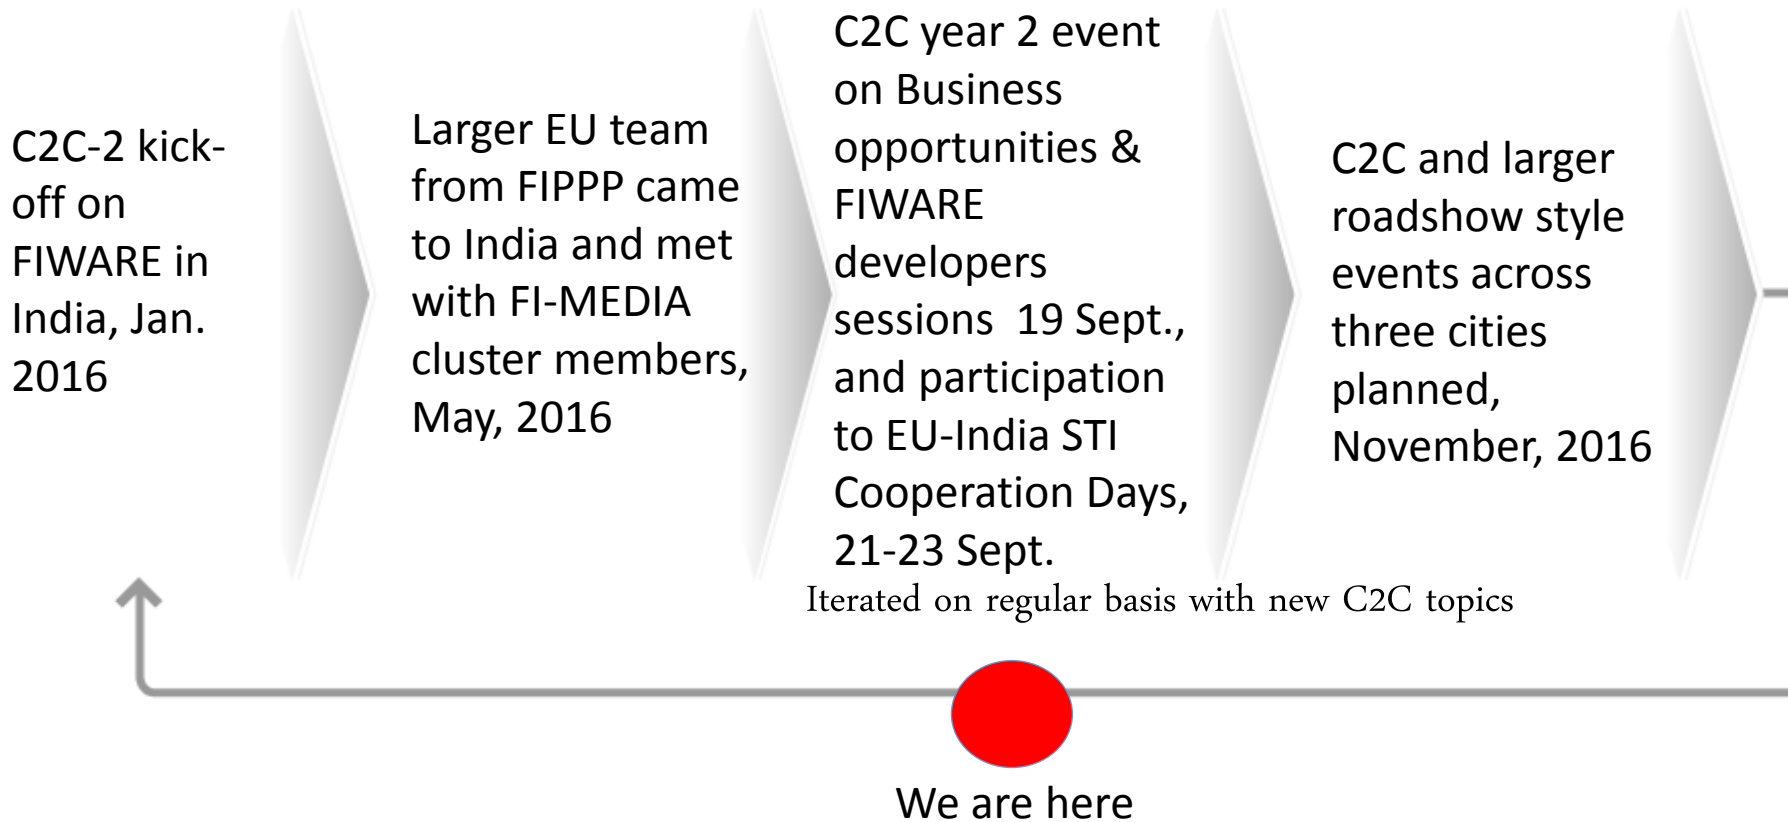 C2C-2 kick-
off on
FIWARE in
India, Jan.
2016
Larger EU team
from FIPPP came
to India and met
with FI-MEDIA
cluster members,
May, 2016
C2C year 2 event
on Business
opportunities &
FIWARE
developers
sessions  19 Sept.,
and participation
to EU-India STI
Cooperation Days,
21-23 Sept.
C2C and larger
roadshow style
events across
three cities
planned,
November, 2016
Iterated on regular basis with new C2C topics
We are here